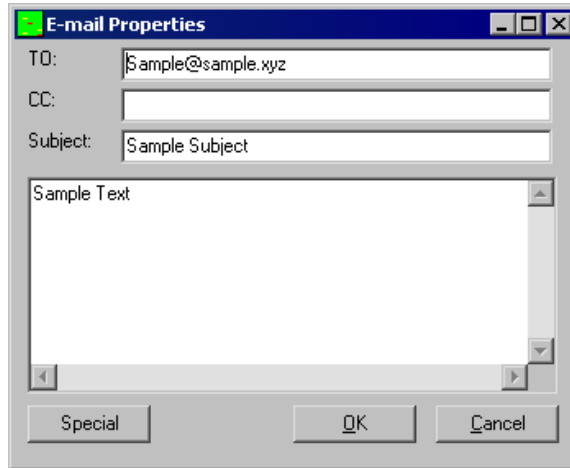 E-mail Properties
TO: Sample@sample.xyz
CC:
Subject: Sample Subject
Sample Text
Special OK Cancel